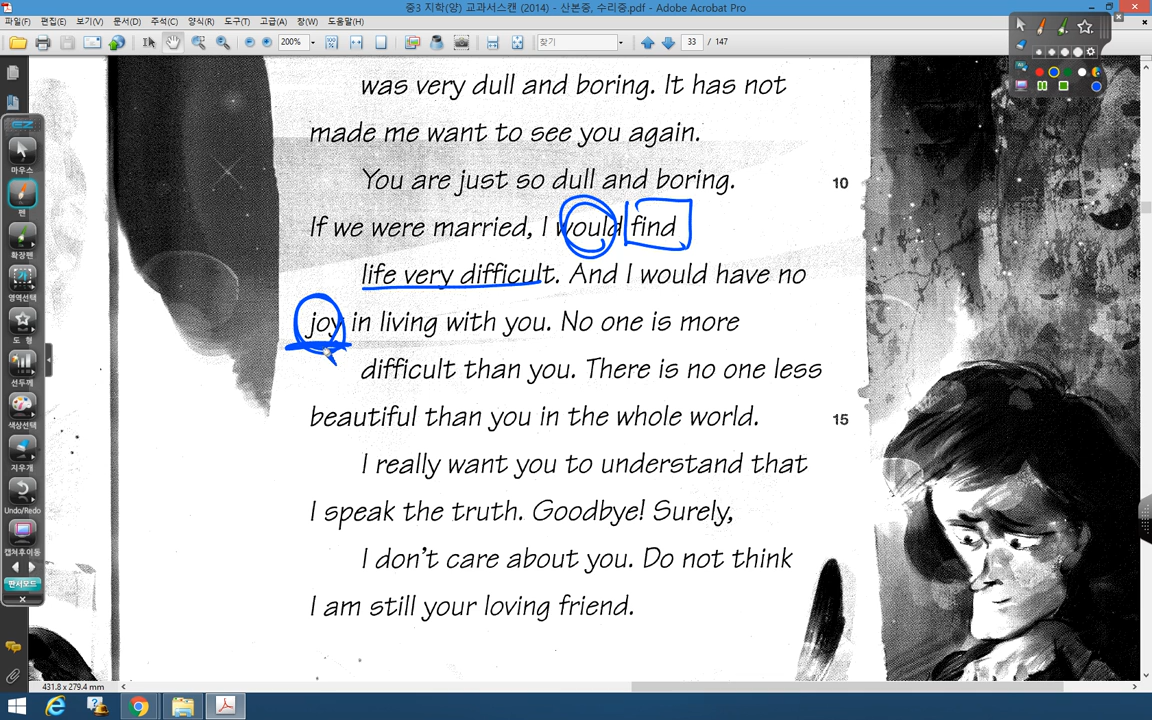 중3 지학(양) 교과서스캔 (2014) - 산본중, 수리중.pdf - Adobe Acrobat Pro
파일(F) 편집(E) 보기(V) 문서(D) 주석(C) 양식(R) 도구(T) 고급(A) 창(W) 도움말(H)
200% 찾기 33 / 147
was very dull and boring. It has not
made me want to see you again.
You are just so dull and boring. 10
If we were married, I would find
life very difficult. And I would have no
joy in living with you. No one is more
difficult than you. There is no one less
beautiful than you in the whole world. 15
I really want you to understand that
I speak the truth. Goodbye! Surely,
I don't care about you. Do not think
I am still your loving friend.
마우스
펜
확장펜
영역선택
도 형
선두께
색상선택
지우개
Undo/Redo
캡쳐후이동
판서모드
431.8 x 279.4 mm